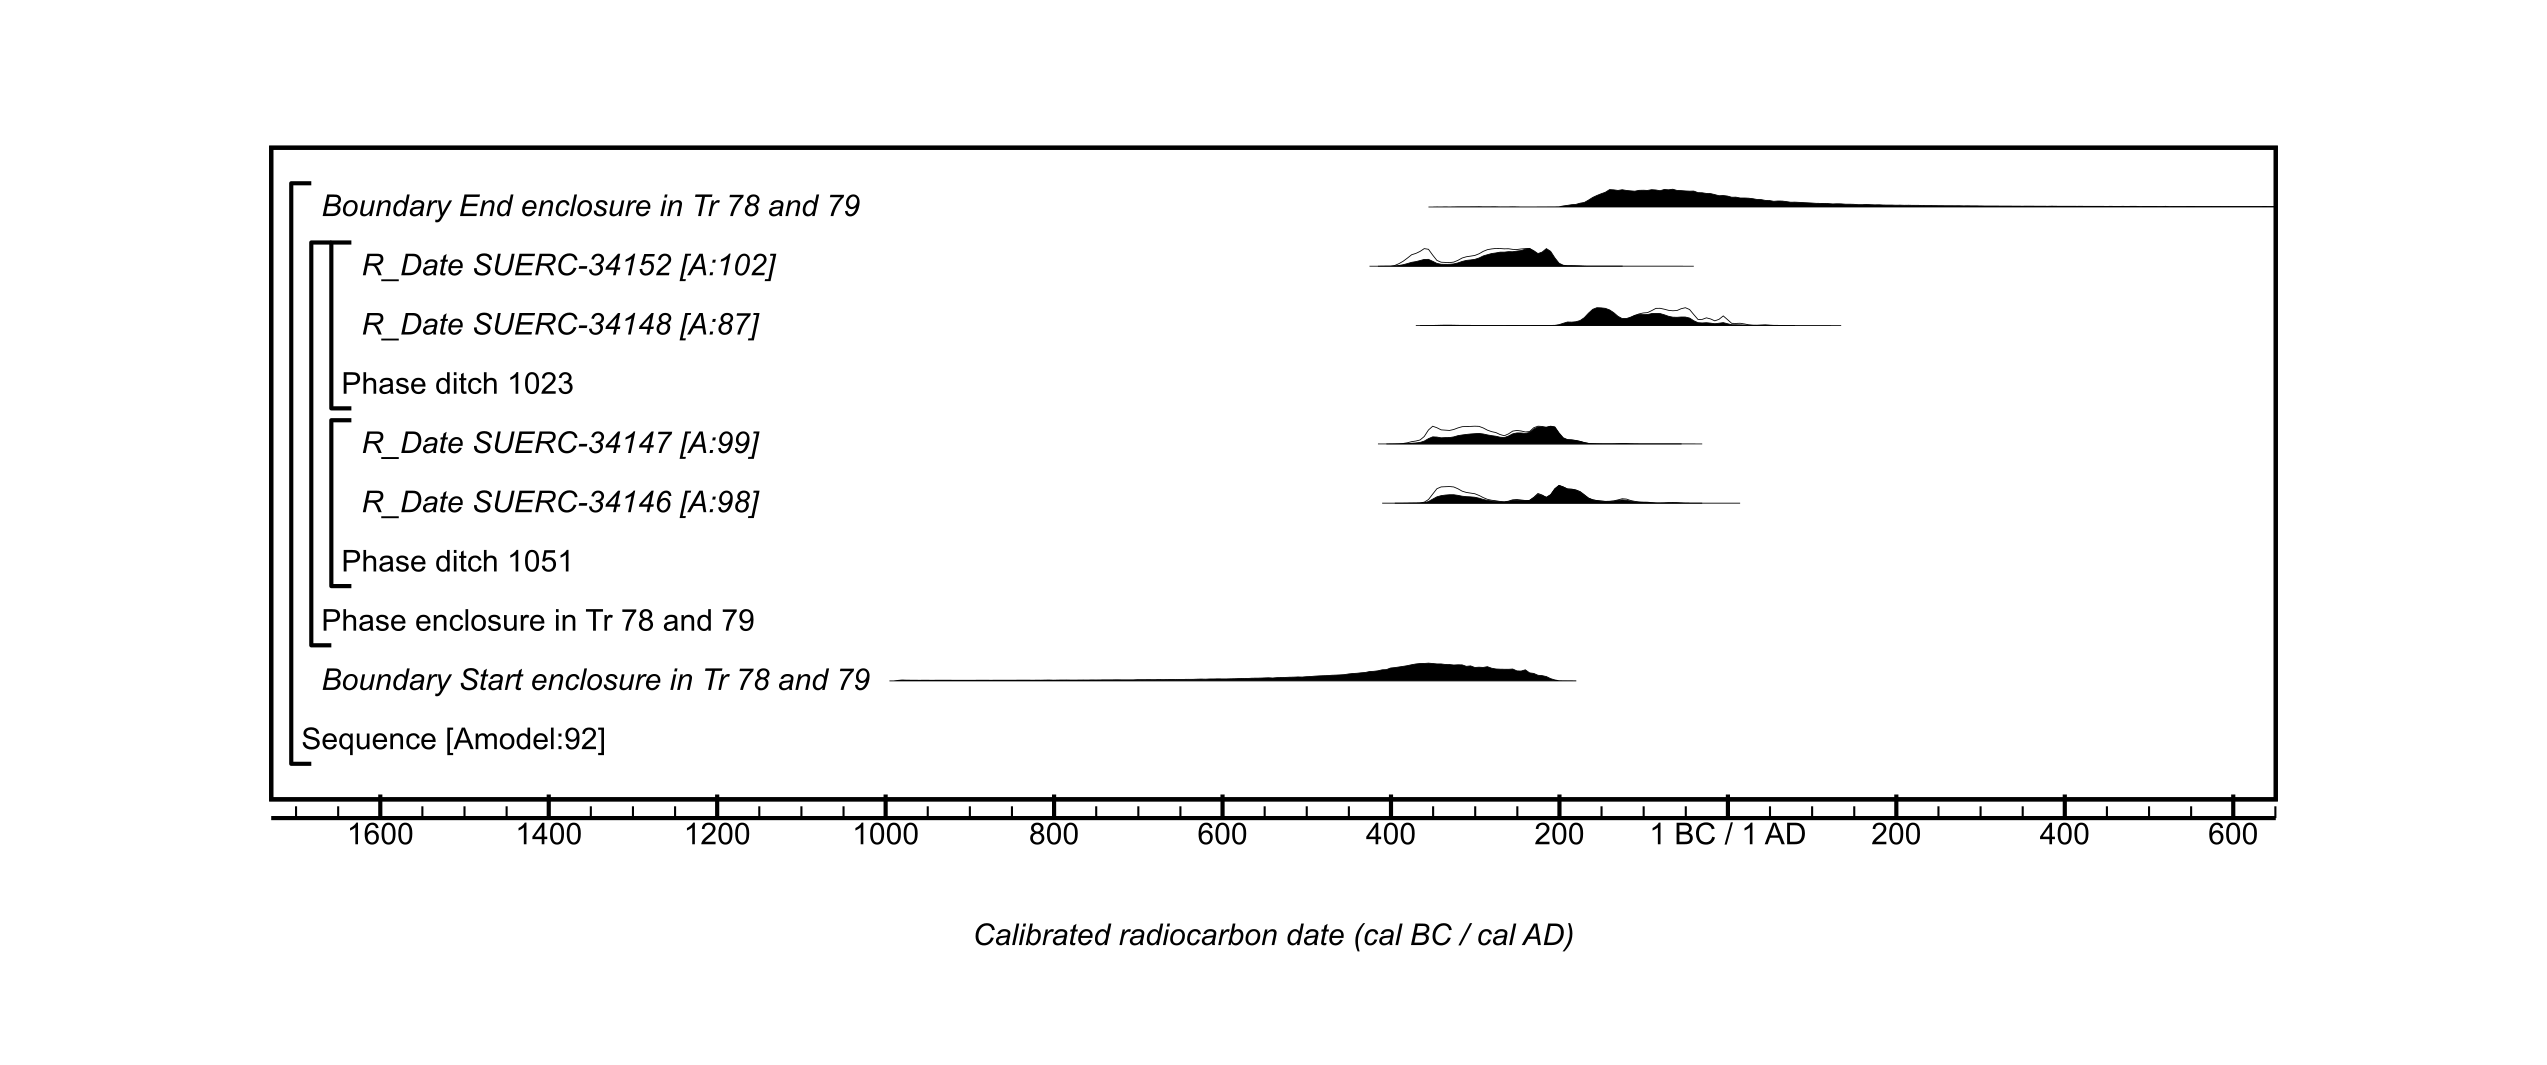 Boundary End enclosure in Tr 78 and 79
R_Date SUERC-34152 [A:102]
R_Date SUERC-34148 [A:87]
Phase ditch 1023
R_Date SUERC-34147 [A:99]
R_Date SUERC-34146 [A:98]
Phase ditch 1051
Phase enclosure in Tr 78 and 79
Boundary Start enclosure in Tr 78 and 79
Sequence [Amodel:92]
1600 1400 1200 1000 800 600 400 200 1 BC / 1 AD 200 400 600
Calibrated radiocarbon date (cal BC / cal AD)